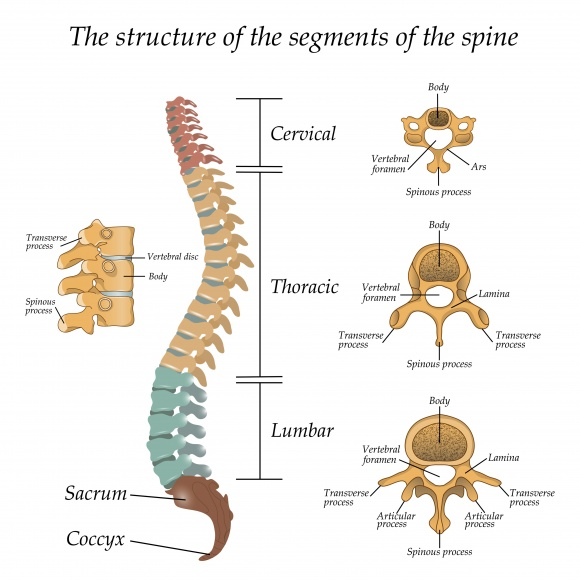 The structure of the segments of the spine
Cervical
Thoracic
Lumbar
Sacrum
Coccyx
Transverse
process
Vertebral disc
Body
Spinous
process
Body
Vertebral
foramen
Ars
Spinous process
Body
Vertebral
foramen
Lamina
Transverse
process
Transverse
process
Spinous process
Body
Vertebral
foramen
Lamina
Transverse
process
Transverse
process
Articular
process
Articular
process
Spinous process